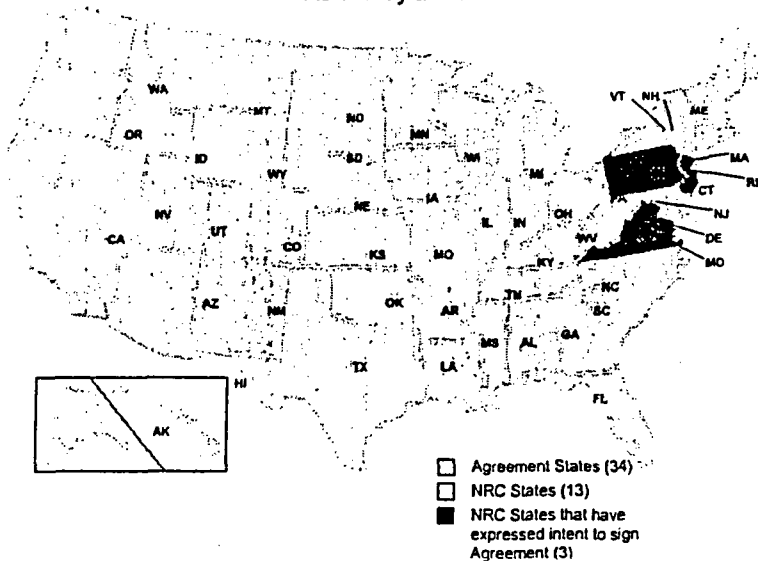 WA
MT
ND
MN
VT
NH
ME
OR
ID
SD
WI
MI
MA
RI
WY
CT
NV
UT
NE
IA
IL
IN
OH
NJ
CA
CO
KS
MO
WV
DE
KY
MO
AZ
NM
OK
AR
TN
NC
SC
TX
LA
MS
AL
GA
HI
AK
FL
Agreement States (34)
NRC States (13)
NRC States that have
expressed intent to sign
Agreement (3)